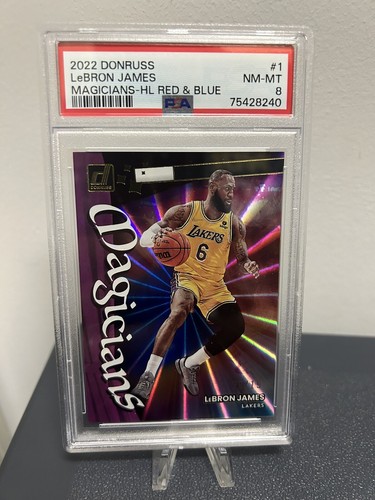 2022 DONRUSS #1
LeBRON JAMES NM-MT
MAGICIANS-HL RED & BLUE 8
PSA 75428240
DONRUSS
Magicians
LAKERS
6
LeBRON JAMES
LAKERS